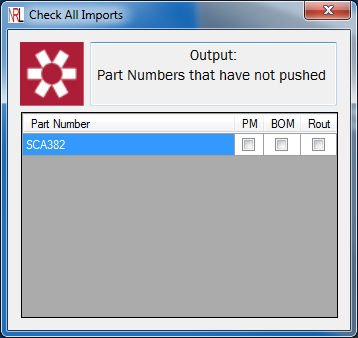 NRL Check All Imports
Output:
Part Numbers that have not pushed
Part Number PM BOM Rout
SCA382